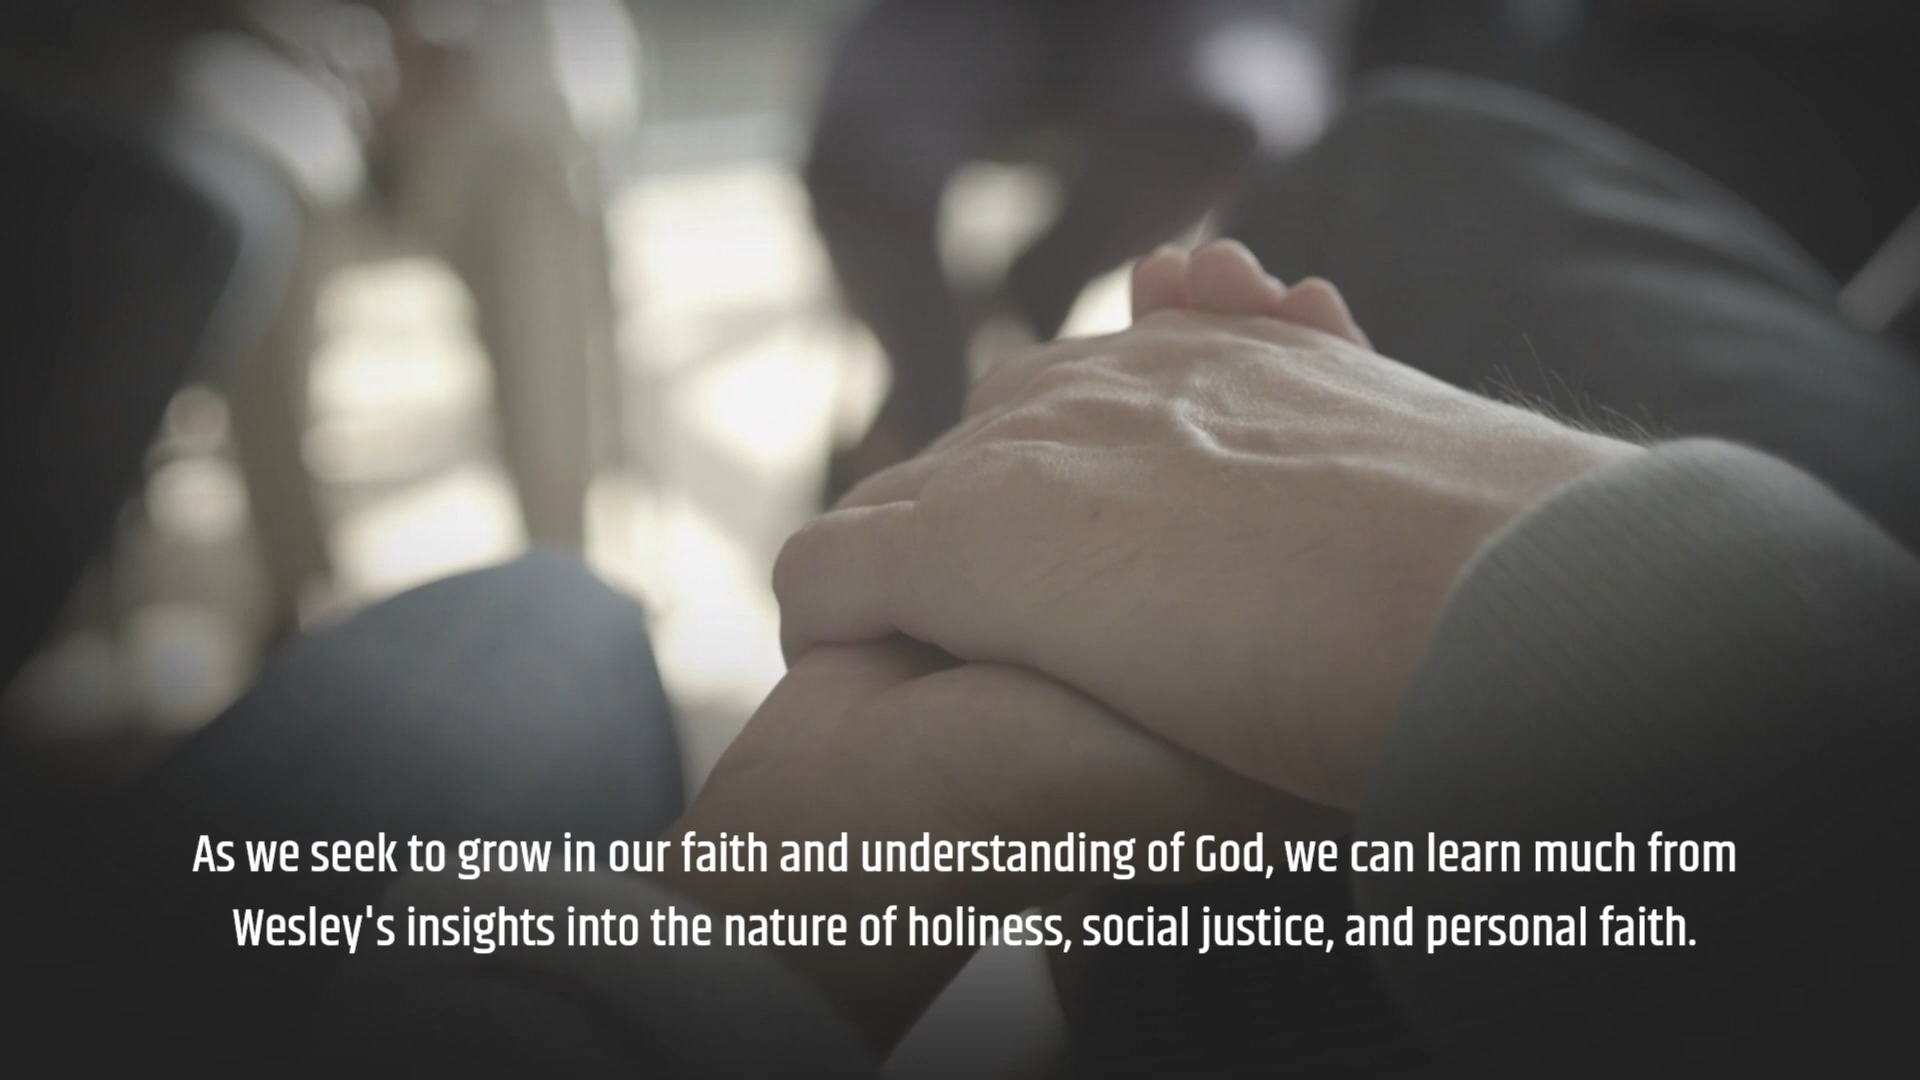 As we seek to grow in our faith and understanding of God, we can learn much from
Wesley's insights into the nature of holiness, social justice, and personal faith.